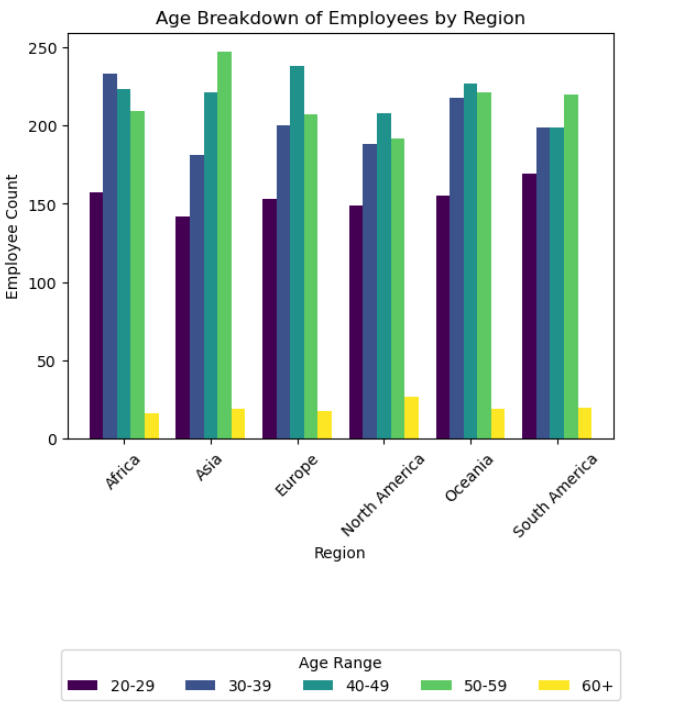 Age Breakdown of Employees by Region
Employee Count
250
200
150
100
50
0
Africa
Asia
Europe
North America
Oceania
South America
Region
Age Range
20-29
30-39
40-49
50-59
60+